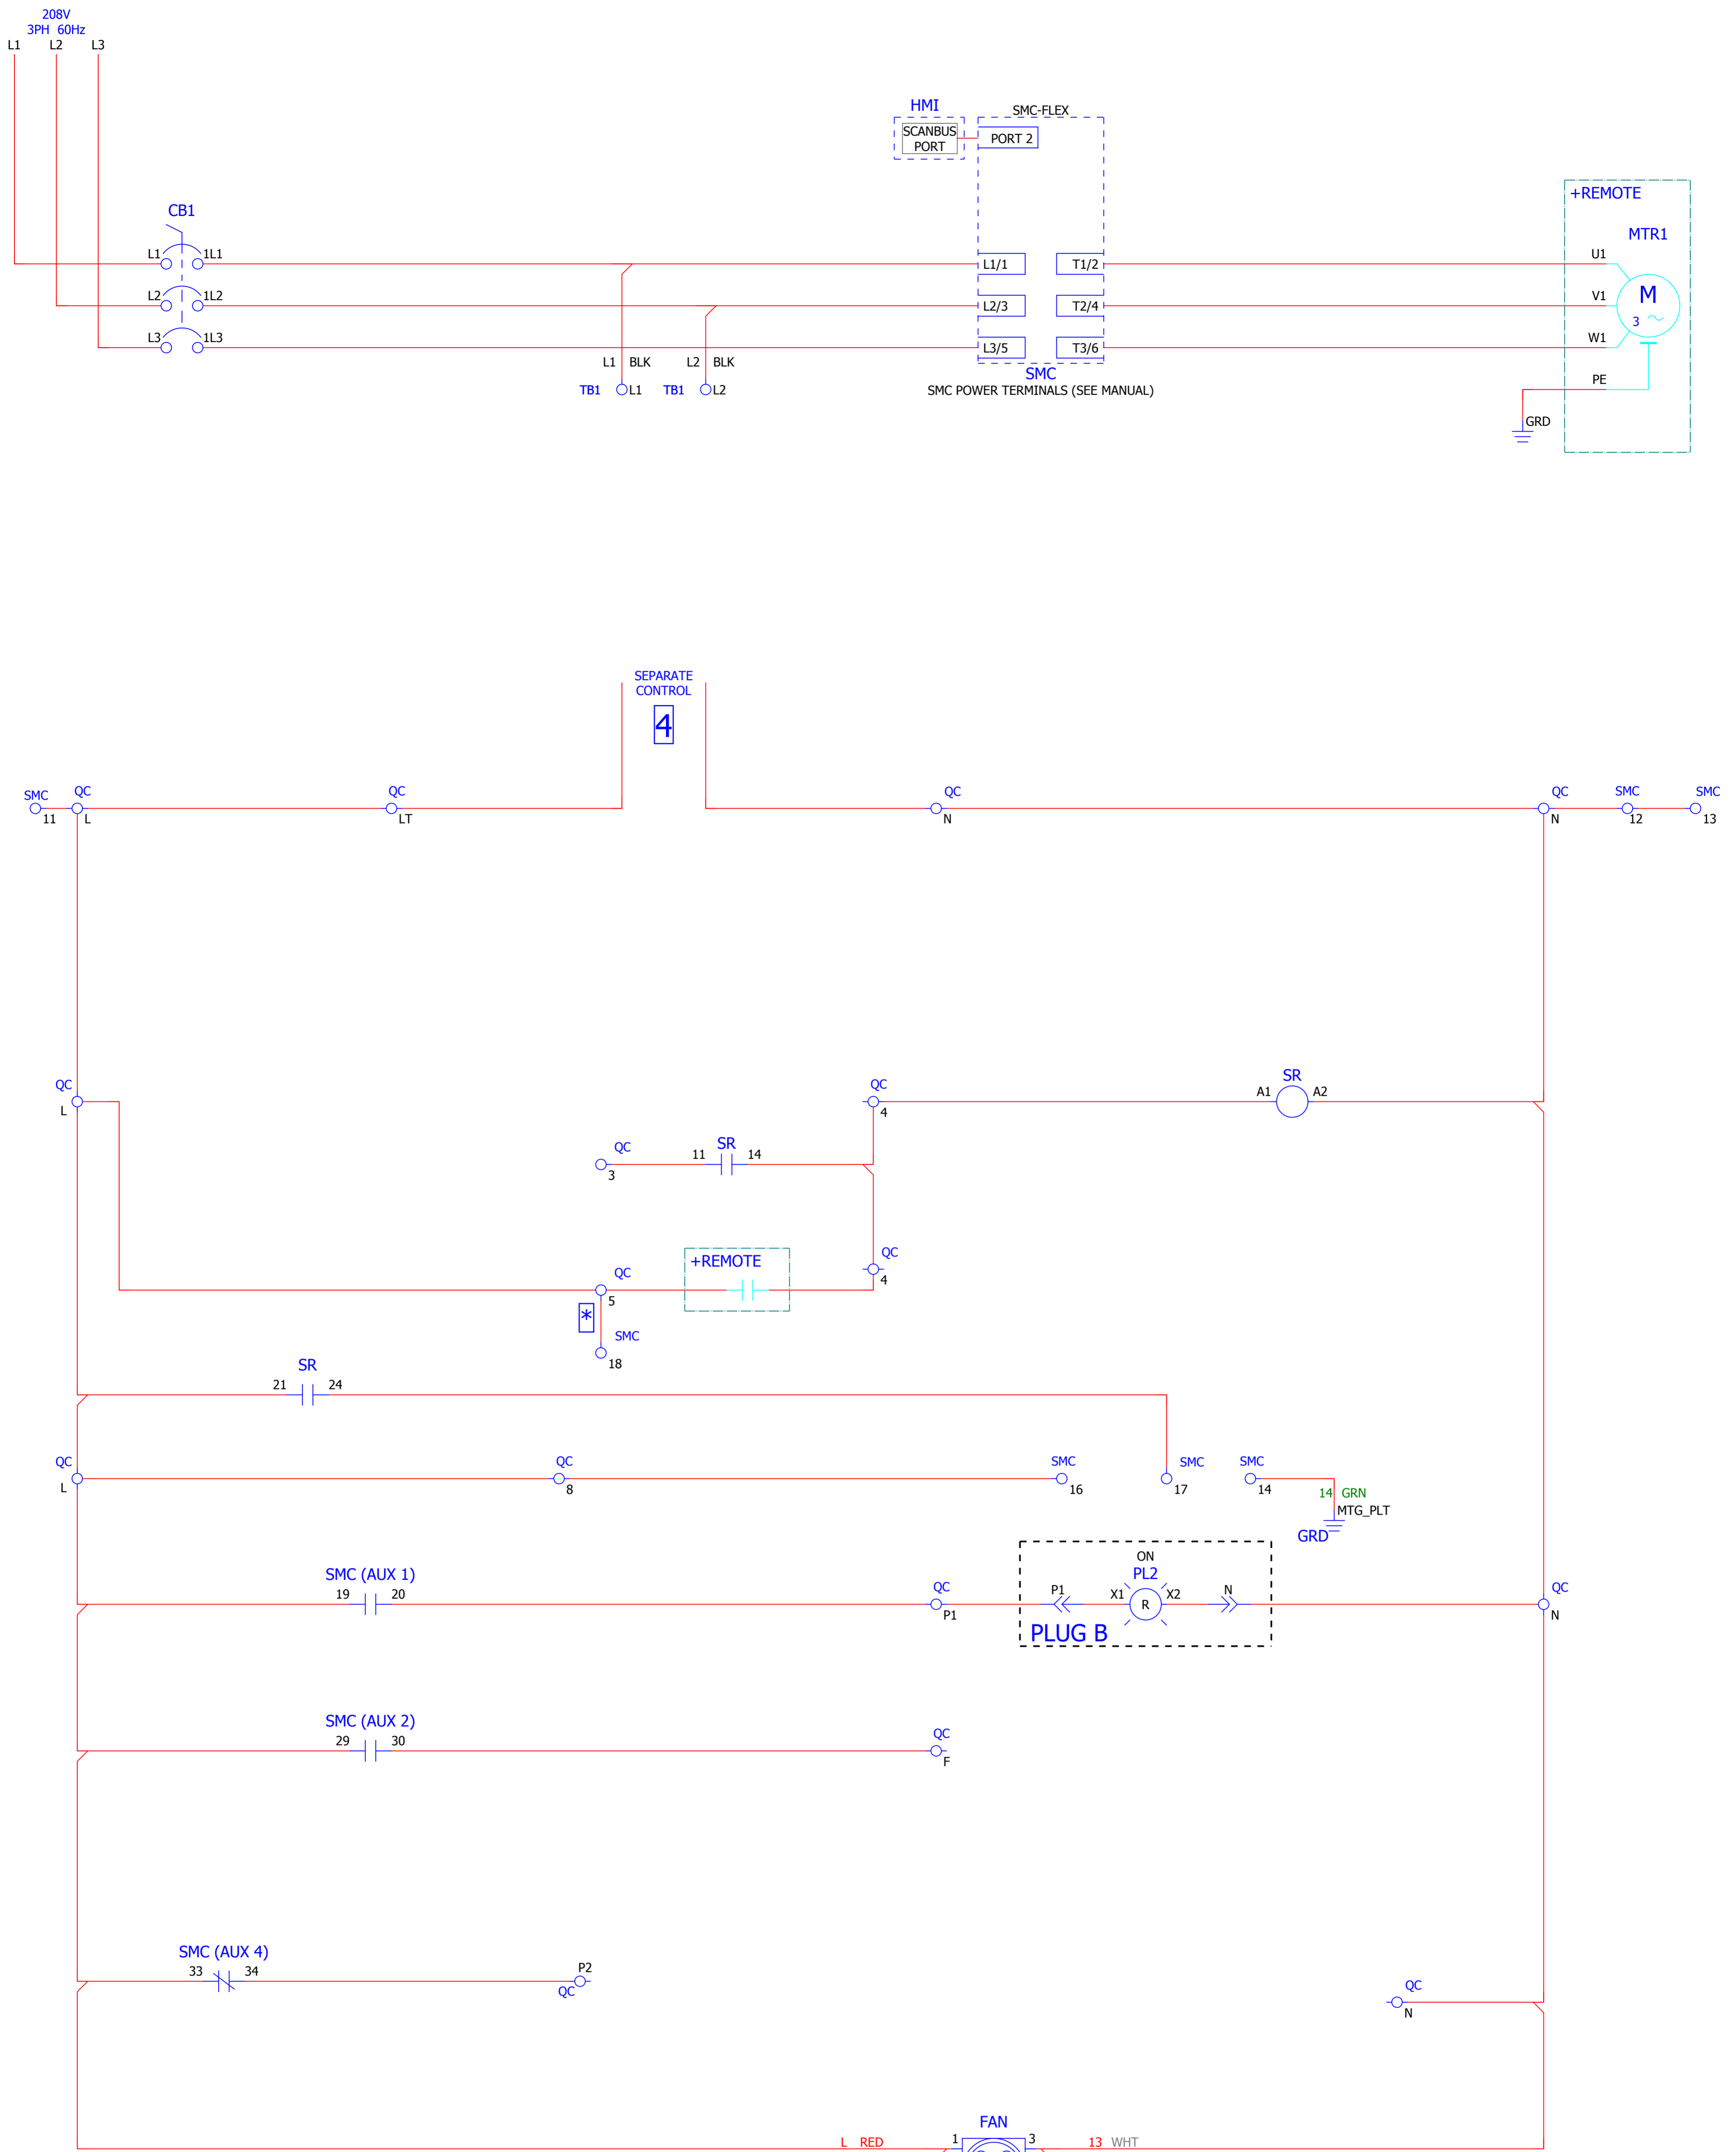 208V
3PH 60Hz
L1 L2 L3
HMI
SMC-FLEX
SCANBUS
PORT
PORT 2
+REMOTE
CB1
MTR1
L1 1L1
L1/1 T1/2
U1
L2 1L2
L2/3 T2/4
V1
M
3
L3 1L3
L3/5 T3/6
W1
L1 BLK L2 BLK
SMC
PE
TB1 L1 TB1 L2
SMC POWER TERMINALS (SEE MANUAL)
GRD
SEPARATE
CONTROL
4
SMC QC QC QC QC SMC SMC
11 L LT N N 12 13
QC QC SR
A1 A2
L 4
QC SR
11 14
3
QC
+REMOTE
QC
4
5
*
SMC
18
SR
21 24
QC QC SMC SMC SMC
L 8 16 17 14
14 GRN
MTG_PLT
GRD
ON
SMC (AUX 1)
PL2
19 20
QC
P1 X1 X2 N
QC
R
P1
N
PLUG B
SMC (AUX 2)
29 30
QC
F
SMC (AUX 4)
33 34
P2
QC
QC
N
FAN
L RED 1 3 13 WHT